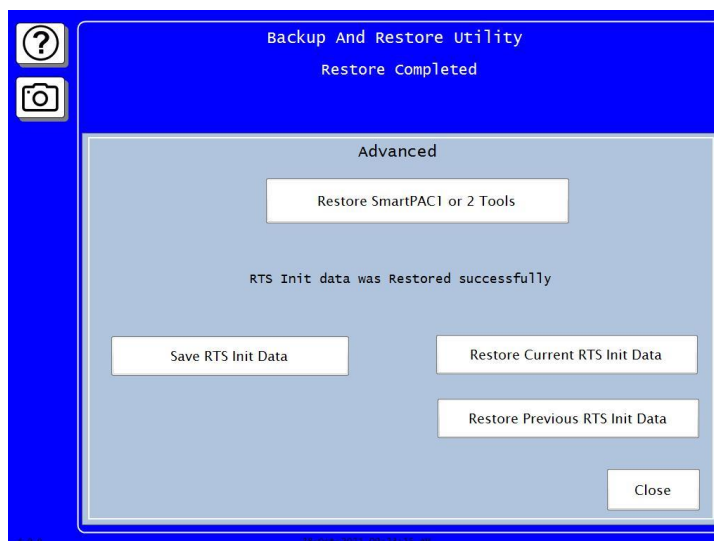 Backup And Restore Utility
Restore Completed
Advanced
Restore SmartPAC1 or 2 Tools
RTS Init data was Restored successfully
Save RTS Init Data
Restore Current RTS Init Data
Restore Previous RTS Init Data
Close